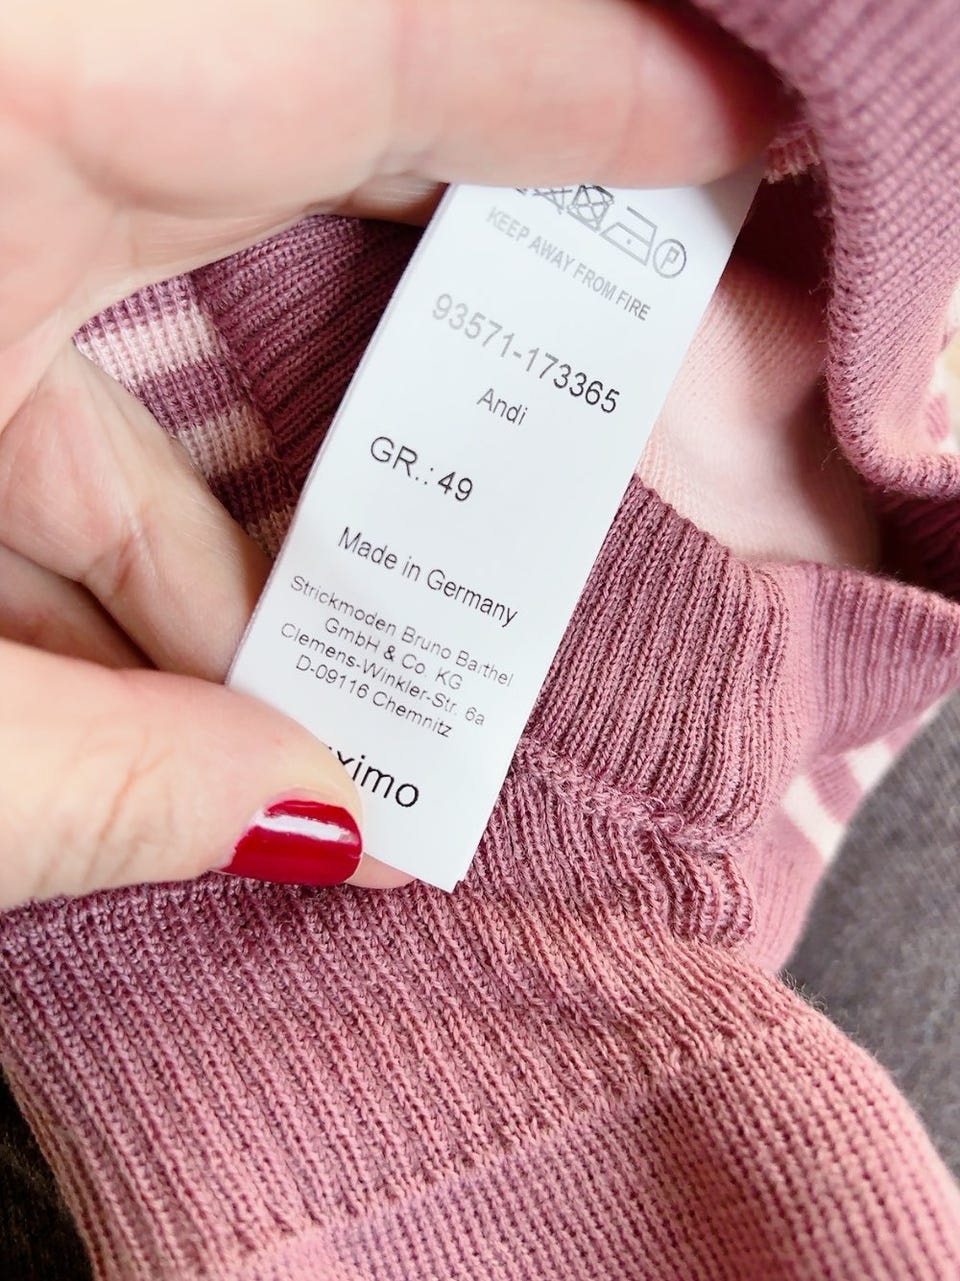 P
KEEP AWAY FROM FIRE
93571-173365
Andi
GR.: 49
Made in Germany
Strickmoden Bruno Barthel
GmbH & Co. KG
Clemens-Winkler-Str. 6a
D-09116 Chemnitz